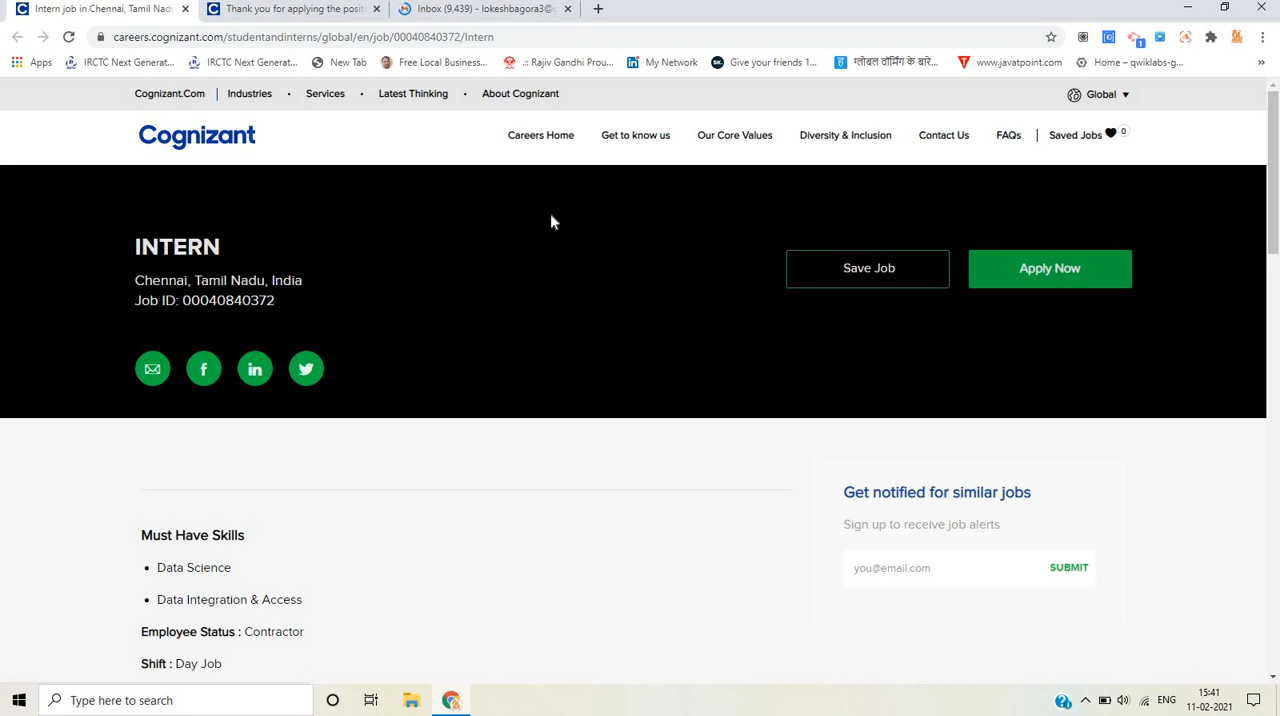 Intern job in Chennai, Tamil Nadu,
Thank you for applying the posit
Inbox (9,439) - lokeshbagora3@g
careers.cognizant.com/studentandinterns/global/en/job/00040840372/Intern
Apps
IRCTC Next Generat...
IRCTC Next Generat...
New Tab
Free Local Business...
.:: Rajiv Gandhi Prou...
My Network
Give your friends 1...
ग्लोबल वॉर्मिंग के बारे...
www.javatpoint.com
Home – qwiklabs-g...
Cognizant.Com
Industries
Services
Latest Thinking
About Cognizant
Global
Cognizant
Careers Home
Get to know us
Our Core Values
Diversity & Inclusion
Contact Us
FAQs
Saved Jobs
0
INTERN
Chennai, Tamil Nadu, India
Job ID: 00040840372
Save Job
Apply Now
Get notified for similar jobs
Sign up to receive job alerts
you@email.com SUBMIT
Must Have Skills
• Data Science
• Data Integration & Access
Employee Status : Contractor
Shift : Day Job
Type here to search
ENG
15:41
11-02-2021